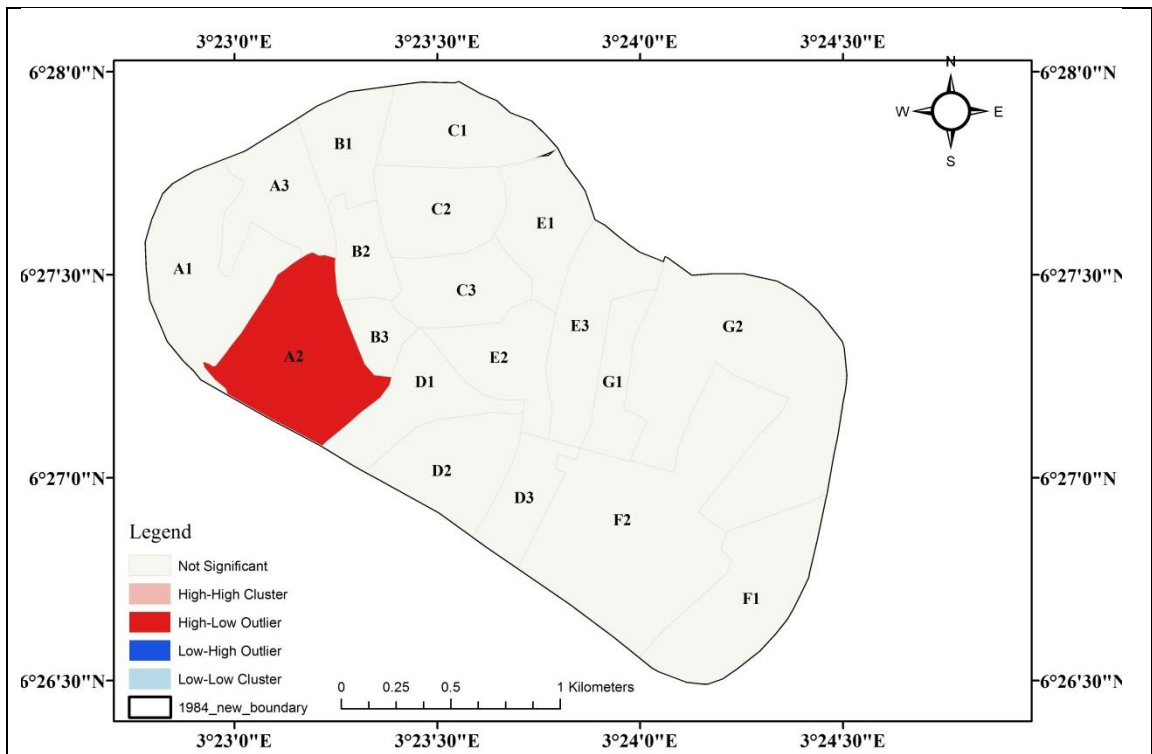 3°23'0"E 3°23'30"E 3°24'0"E 3°24'30"E
6°28'0"N 6°28'0"N
N
W E
S
C1
B1
A3
C2
E1
B2
A1
6°27'30"N 6°27'30"N
C3
E3 G2
B3
A2 E2
D1 G1
D2
6°27'0"N 6°27'0"N
D3
F2
Legend
Not Significant
High-High Cluster
F1
High-Low Outlier
Low-High Outlier
Low-Low Cluster
1984_new_boundary
0 0.25 0.5 1 Kilometers
6°26'30"N 6°26'30"N
3°23'0"E 3°23'30"E 3°24'0"E 3°24'30"E